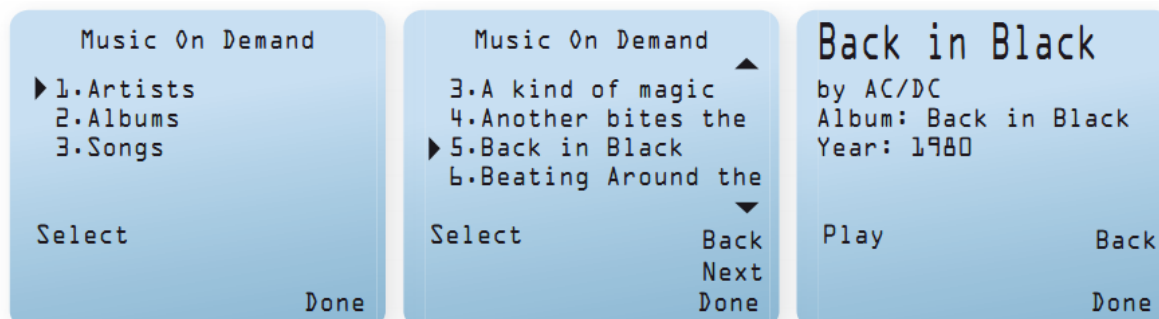 Music On Demand
1.Artists
2.Albums
3.Songs
Select
Done
Music On Demand
3.A kind of magic
4.Another bites the
5.Back in Black
6.Beating Around the
Select
Back
Next
Done
Back in Black
by AC/DC
Album: Back in Black
Year: 1980
Play
Back
Done